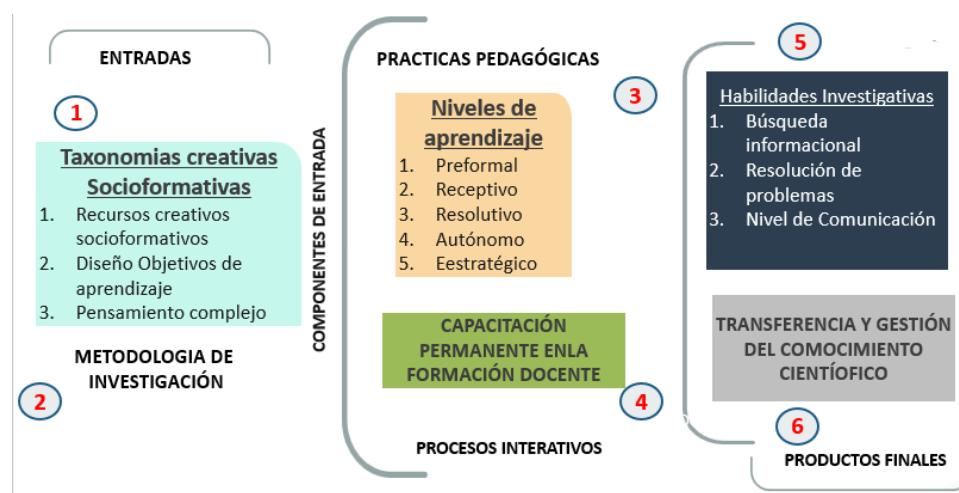 ENTRADAS
1
Taxonomias creativas
Socioformativas
1. Recursos creativos
socioformativos
2. Diseño Objetivos de
aprendizaje
3. Pensamiento complejo
METODOLOGIA DE
INVESTIGACIÓN
2
COMPONENTES DE ENTRADA
PRACTICAS PEDAGÓGICAS
3
Niveles de
aprendizaje
1. Preformal
2. Receptivo
3. Resolutivo
4. Autónomo
5. Eestratégico
CAPACITACIÓN
PERMANENTE ENLA
FORMACIÓN DOCENTE
4
PROCESOS INTERATIVOS
5
Habilidades Investigativas
1. Búsqueda
informacional
2. Resolución de
problemas
3. Nivel de Comunicación
TRANSFERENCIA Y GESTIÓN
DEL COMOCIMIENTO
CIENTÍOFICO
6
PRODUCTOS FINALES